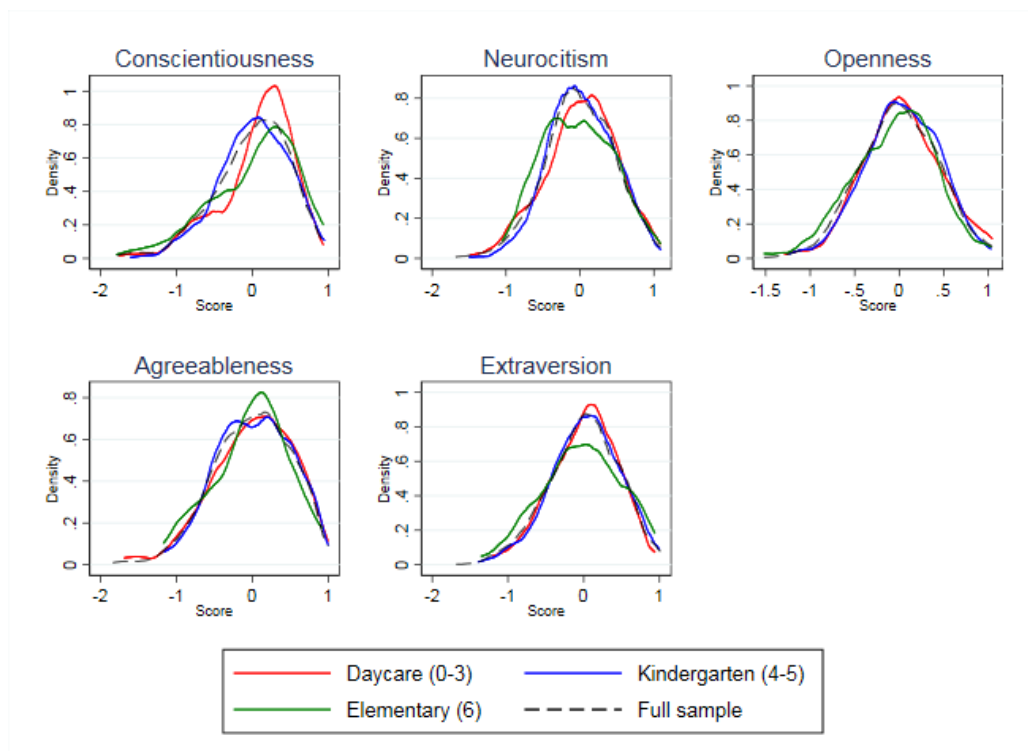 Conscientiousness
Density
0 .2 .4 .6 .8 1
-2 -1 0 1
Score
Neurocitism
Density
0 .2 .4 .6 .8
-2 -1 0 1
Score
Openness
Density
0 .2 .4 .6 .8 1
-1.5 -1 -.5 0 .5 1
Score
Agreeableness
Density
0 .2 .4 .6 .8
-2 -1 0 1
Score
Extraversion
Density
0 .2 .4 .6 .8 1
-2 -1 0 1
Score
Daycare (0-3) Kindergarten (4-5)
Elementary (6) Full sample